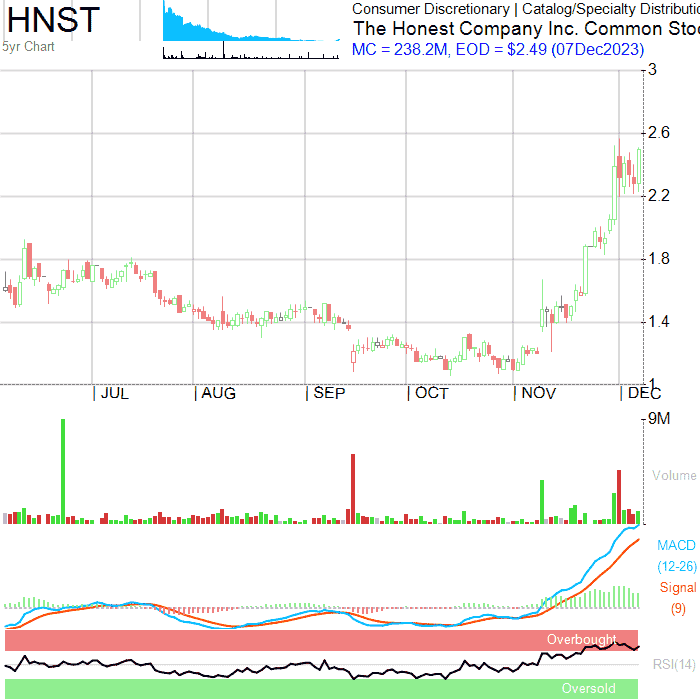 HNST
5yr Chart
Consumer Discretionary | Catalog/Specialty Distributio
The Honest Company Inc. Common Sto
MC = 238.2M, EOD = $2.49 (07Dec2023)
3
2.6
2.2
1.8
1.4
1
JUL AUG SEP OCT NOV DEC
9M
Volume
MACD
(12-26)
Signal
(9)
Overbought
RSI(14)
Oversold